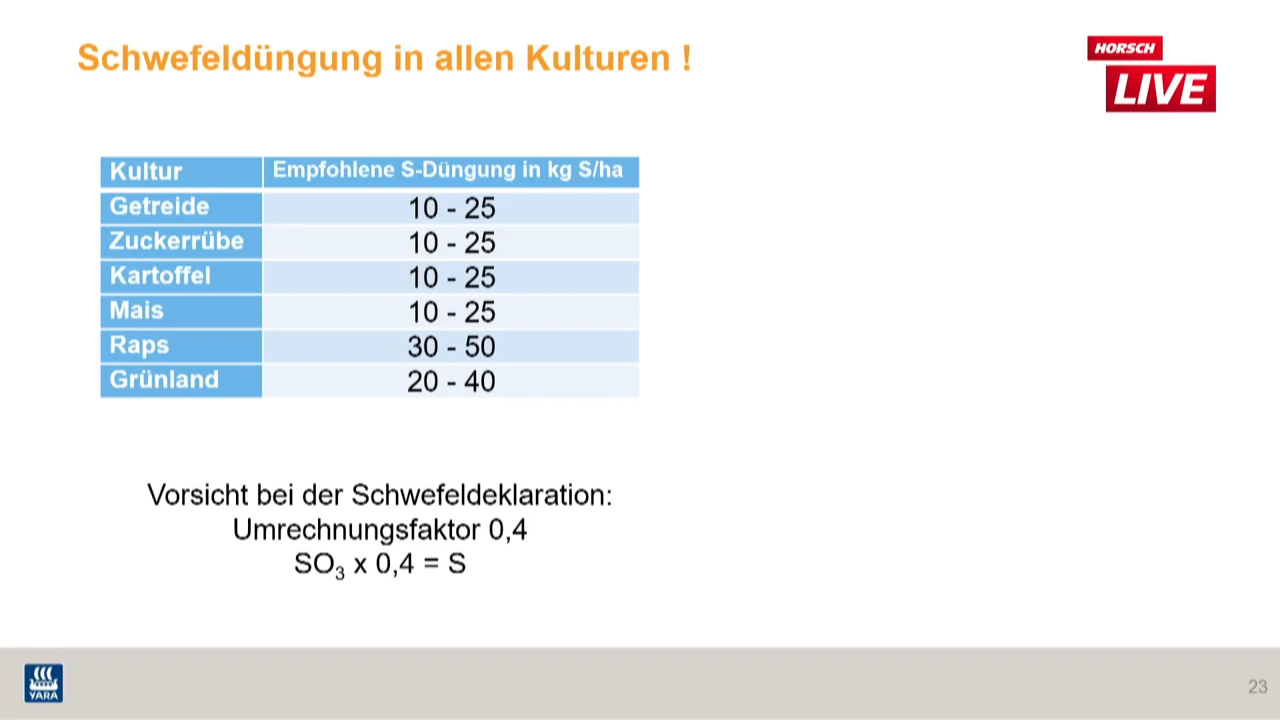 Schwefeldüngung in allen Kulturen !
HORSCH
LIVE
Kultur Empfohlene S-Düngung in kg S/ha
Getreide 10 - 25
Zuckerrübe 10 - 25
Kartoffel 10 - 25
Mais 10 - 25
Raps 30 - 50
Grünland 20 - 40
Vorsicht bei der Schwefeldeklaration:
Umrechnungsfaktor 0,4
SO₃ x 0,4 = S
YARA
23